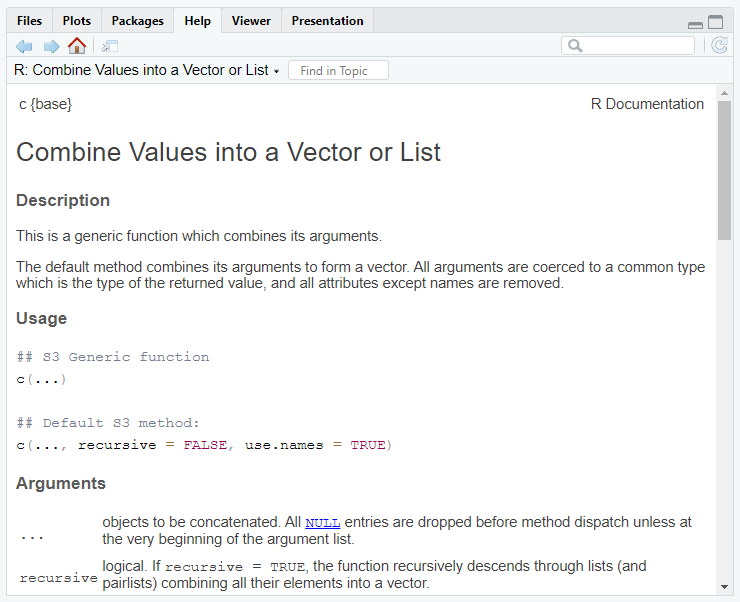 Files Plots Packages Help Viewer Presentation
R: Combine Values into a Vector or List Find in Topic
c {base} R Documentation
Combine Values into a Vector or List
Description
This is a generic function which combines its arguments.
The default method combines its arguments to form a vector. All arguments are coerced to a common type
which is the type of the returned value, and all attributes except names are removed.
Usage
## S3 Generic function
c(...)
## Default S3 method:
c(..., recursive = FALSE, use.names = TRUE)
Arguments
objects to be concatenated. All NULL entries are dropped before method dispatch unless at
... the very beginning of the argument list.
logical. If recursive = TRUE, the function recursively descends through lists (and
recursive pairlists) combining all their elements into a vector.